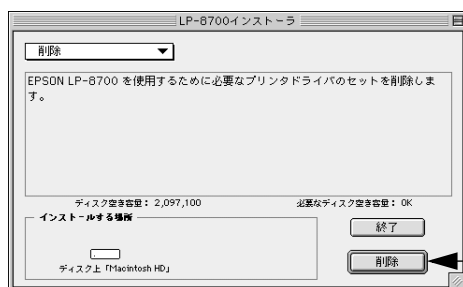 LP-8700インストーラ
削除
EPSON LP-8700 を使用するために必要なプリンタドライバのセットを削除しま
す。
ディスク空き容量： 2,097,100 必要なディスク空き容量： 0K
インストールする場所
終了
ディスク上「Macintosh HD」
削除